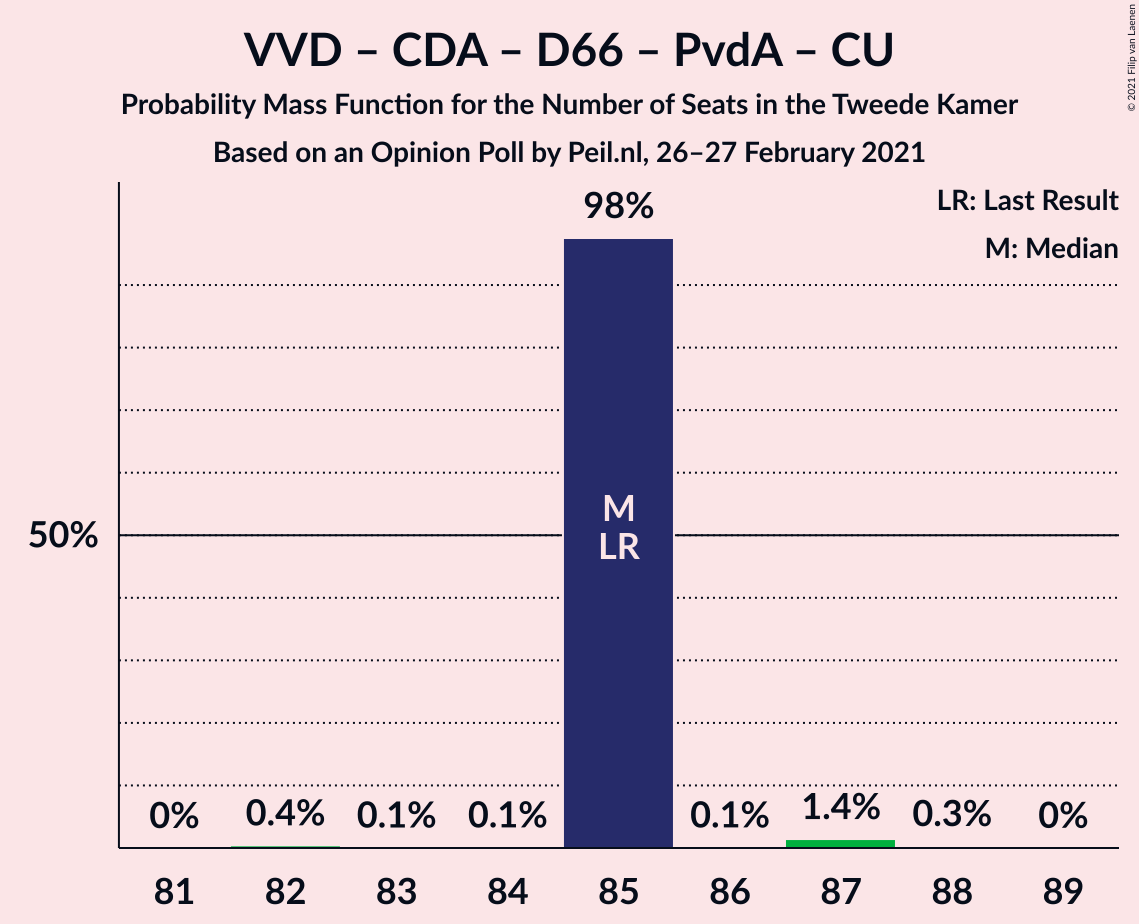 VVD – CDA – D66 – PvdA – CU
Probability Mass Function for the Number of Seats in the Tweede Kamer
Based on an Opinion Poll by Peil.nl, 26–27 February 2021
© 2021 Filip van Laenen
LR: Last Result
M: Median
98%
50%
M
LR
0%
0.4%
0.1%
0.1%
0.1%
1.4%
0.3%
0%
81
82
83
84
85
86
87
88
89